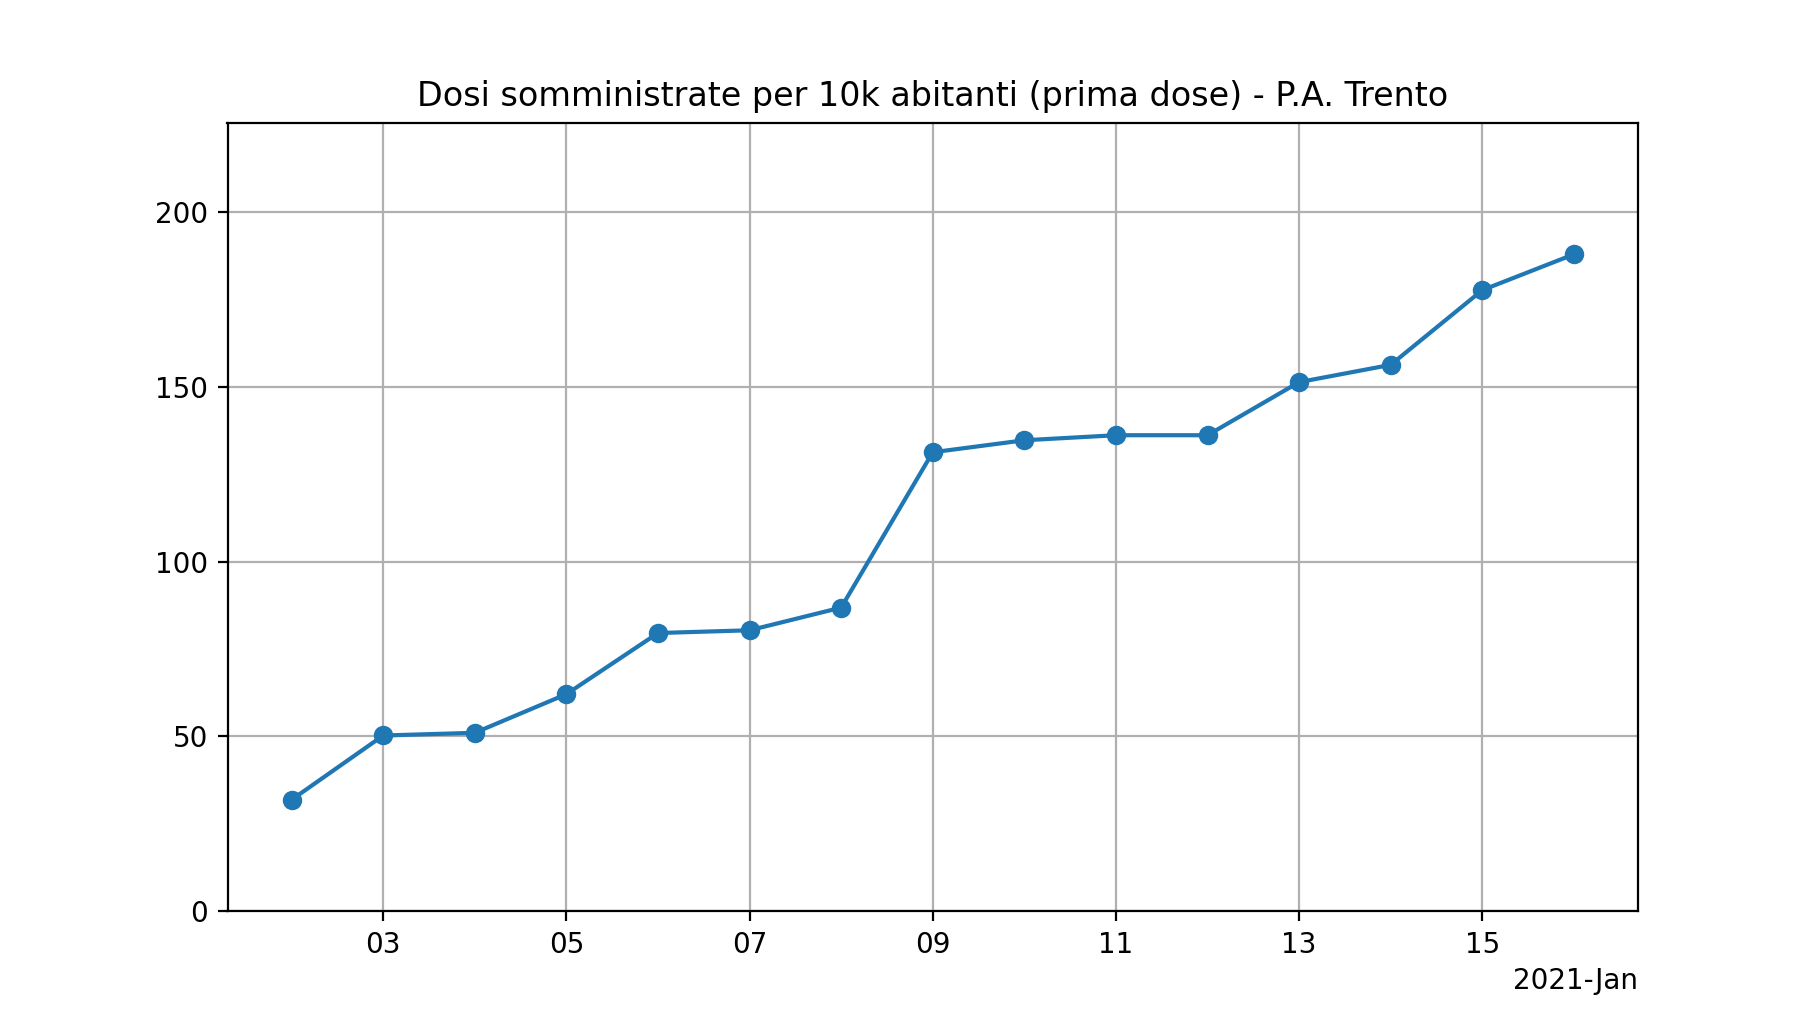 Dosi somministrate per 10k abitanti (prima dose) - P.A. Trento
200
150
100
50
0
03 05 07 09 11 13 15
2021-Jan